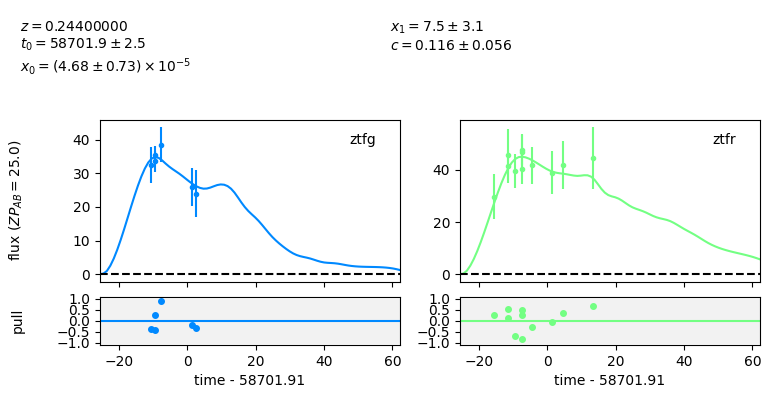 z = 0.24400000
t₀ = 58701.9 ± 2.5
x₀ = (4.68 ± 0.73) × 10⁻⁵
x₁ = 7.5 ± 3.1
c = 0.116 ± 0.056
flux (ZP_AB = 25.0)
40
30
20
10
0
ztfg
40
20
0
ztfr
pull
1.0
0.5
0.0
−0.5
−1.0
−20 0 20 40 60
time - 58701.91
1.0
0.5
0.0
−0.5
−1.0
−20 0 20 40 60
time - 58701.91